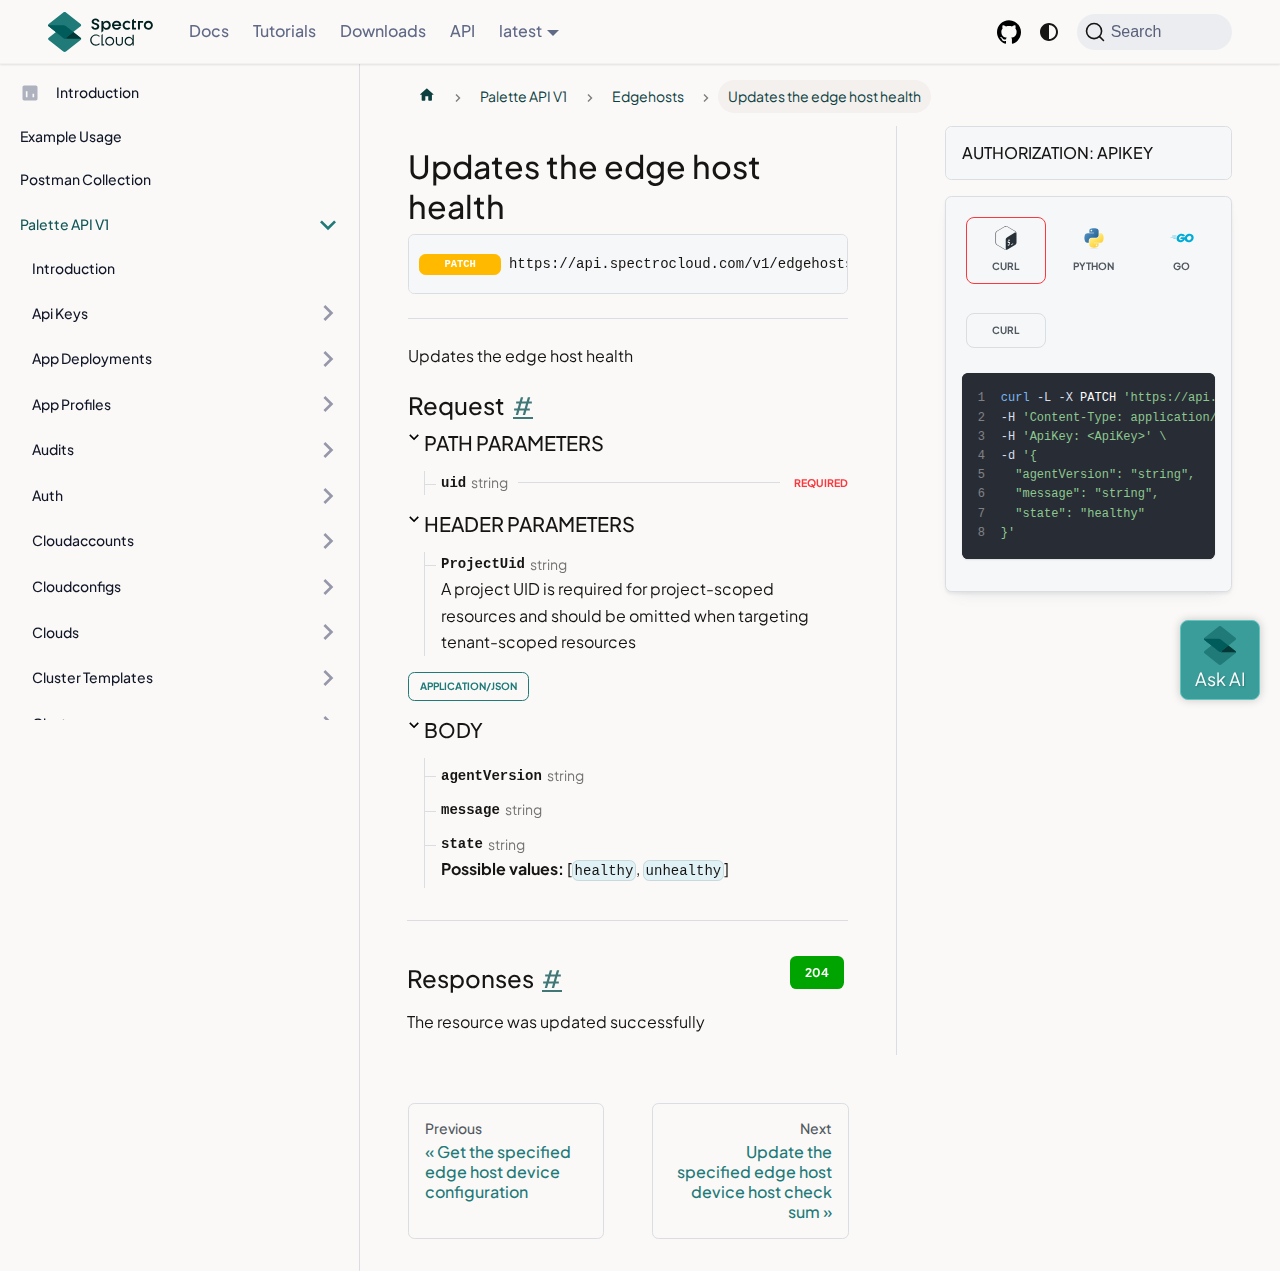 Spectro
Cloud
Docs
Tutorials
Downloads
API
latest
Search
Introduction
Example Usage
Postman Collection
Palette API V1
Introduction
Api Keys
App Deployments
App Profiles
Audits
Auth
Cloudaccounts
Cloudconfigs
Clouds
Cluster Templates
Palette API V1
Edgehosts
Updates the edge host health
Updates the edge host
health
PATCH https://api.spectrocloud.com/v1/edgehosts
Updates the edge host health
Request #
PATH PARAMETERS
uid string REQUIRED
HEADER PARAMETERS
ProjectUid string
A project UID is required for project-scoped
resources and should be omitted when targeting
tenant-scoped resources
APPLICATION/JSON
BODY
agentVersion string
message string
state string
Possible values: [healthy, unhealthy]
Responses #
204
The resource was updated successfully
Previous
« Get the specified
edge host device
configuration
Next
Update the
specified edge host
device host check
sum »
AUTHORIZATION: APIKEY
CURL
PYTHON
GO
CURL
1 curl -L -X PATCH 'https://api.
2 -H 'Content-Type: application/
3 -H 'ApiKey: <ApiKey>' \
4 -d '{
5 "agentVersion": "string",
6 "message": "string",
7 "state": "healthy"
8 }'
Ask AI